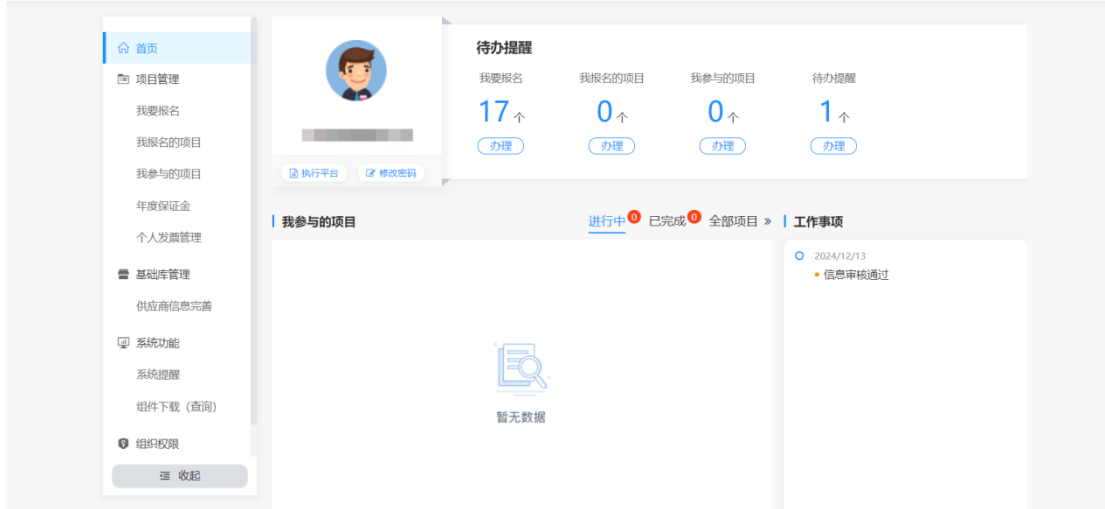 首页
项目管理
我要报名
我报名的项目
我参与的项目
年度保证金
个人发票管理
基础库管理
供应商信息完善
系统功能
系统提醒
组件下载（查询）
组织权限
收起
执行平台 修改密码
待办提醒
我要报名 我报名的项目 我参与的项目 待办提醒
17个 0个 0个 1个
办理 办理 办理 办理
我参与的项目 进行中 0 已完成 0 全部项目 »
暂无数据
工作事项
2024/12/13
信息审核通过